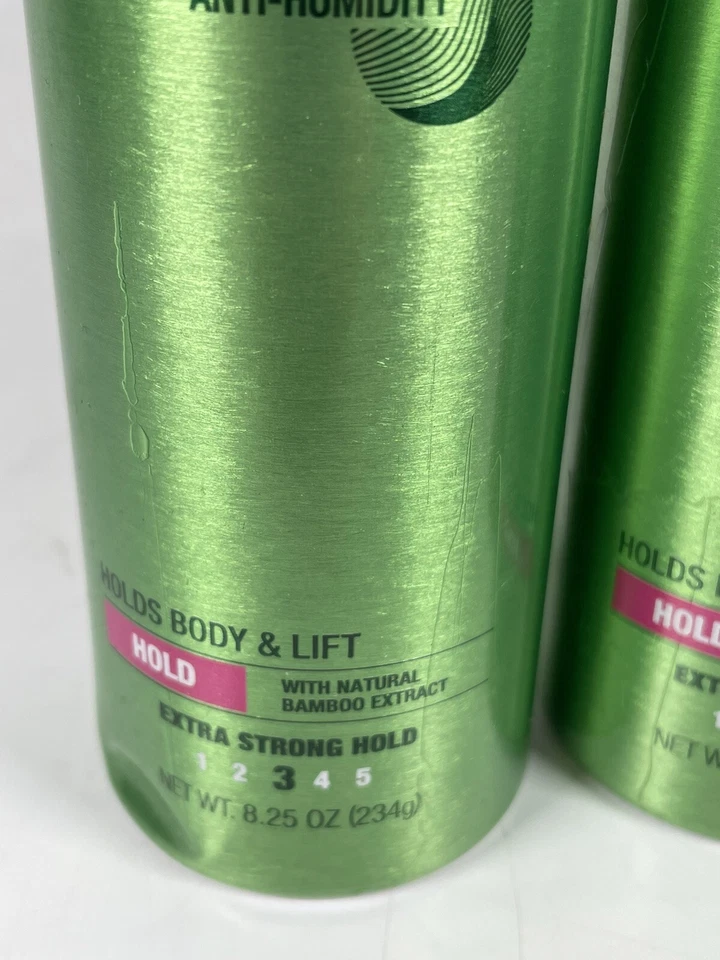 ANTI-HUMIDITY
HOLDS BODY & LIFT
HOLD
WITH NATURAL
BAMBOO EXTRACT
EXTRA STRONG HOLD
1 2 3 4 5
NET WT. 8.25 OZ (234g)
HOLDS
HOLD
EXT
1
NET W